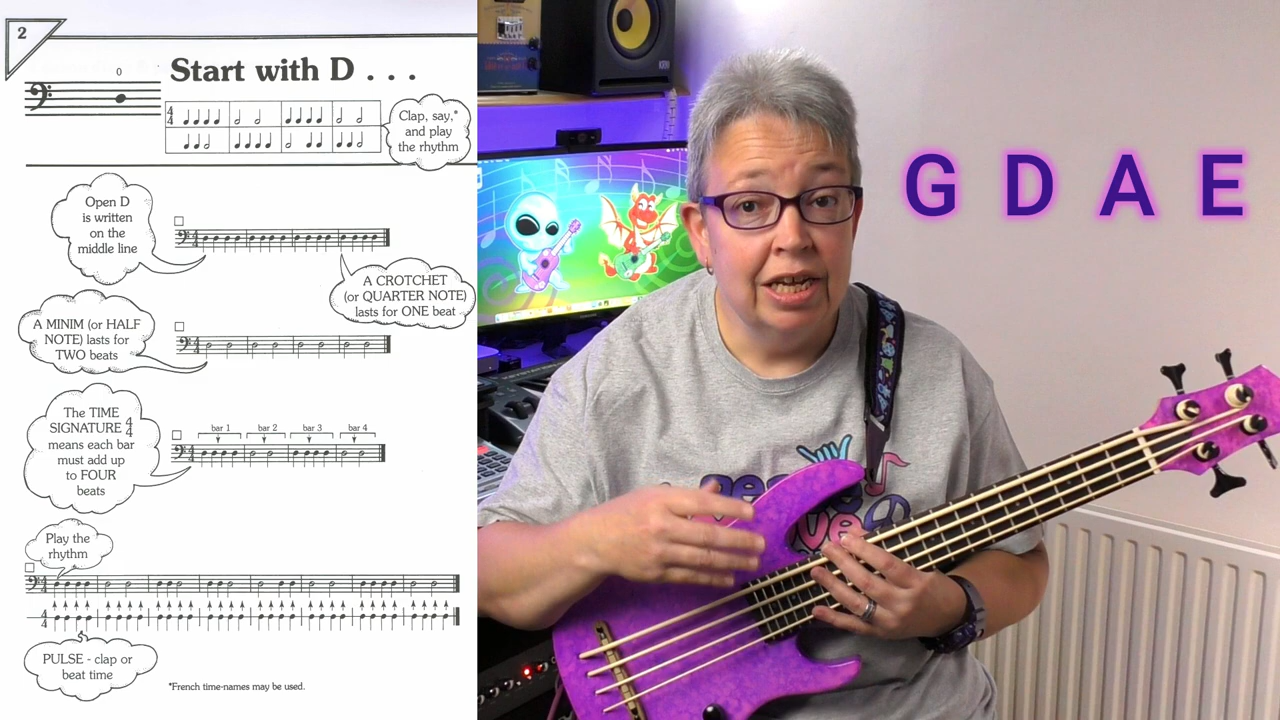 2
0
Start with D . . .
Clap, say,*
and play
the rhythm
Open D
is written
on the
middle line
A CROTCHET
(or QUARTER NOTE)
lasts for ONE beat
A MINIM (or HALF
NOTE) lasts for
TWO beats
The TIME
SIGNATURE 4/4
means each bar
must add up
to FOUR
beats
bar 1 bar 2 bar 3 bar 4
Play the
rhythm
PULSE - clap or
beat time
*French time-names may be used.
G D A E